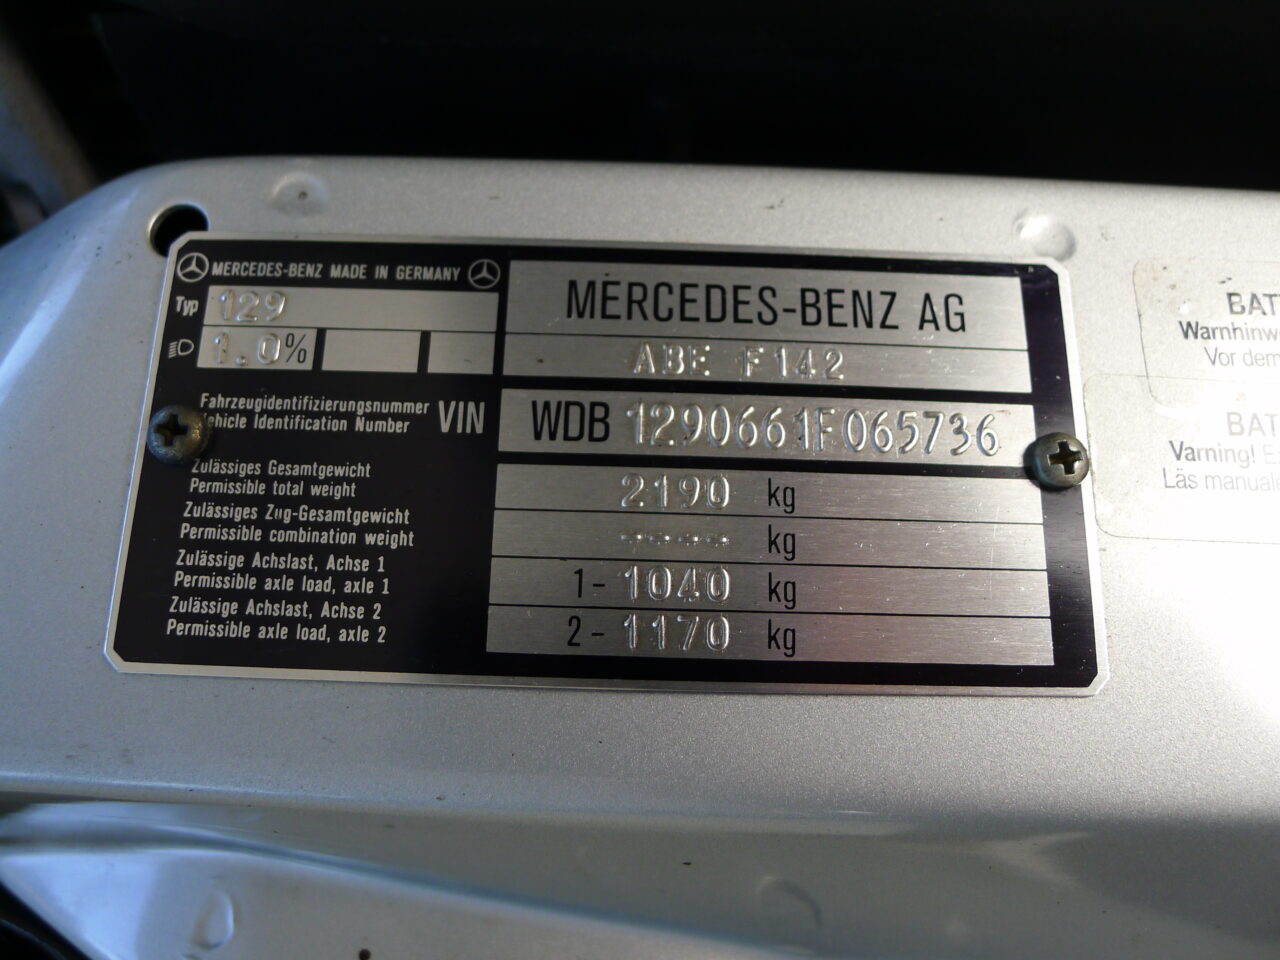 MERCEDES-BENZ MADE IN GERMANY
Typ 129
1.0%
MERCEDES-BENZ AG
ABE F142
Fahrzeugidentifizierungsnummer
Vehicle Identification Number
VIN
WDB 1290661F065736
Zulässiges Gesamtgewicht
Permissible total weight
2190 kg
Zulässiges Zug-Gesamtgewicht
Permissible combination weight
---- kg
Zulässige Achslast, Achse 1
Permissible axle load, axle 1
1- 1040 kg
Zulässige Achslast, Achse 2
Permissible axle load, axle 2
2- 1170 kg
BAT
Warnhinw
Vor dem
BAT
Varning!
Läs manuale